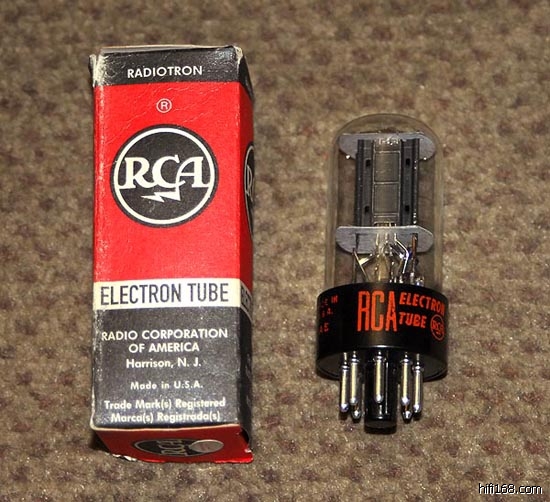 RADIOTRON
®
RCA
ELECTRON TUBE
RADIO CORPORATION
OF AMERICA
Harrison, N. J.
Made in U.S.A.
Trade Mark(s) Registered
Marca(s) Registrada(s)
RCA ELECTRON
TUBE RCA
hifi168.com